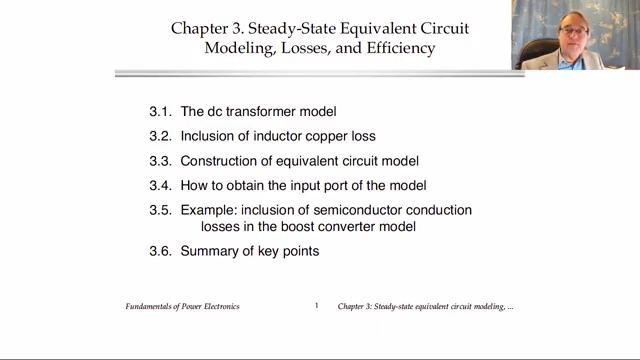 Chapter 3. Steady-State Equivalent Circuit
Modeling, Losses, and Efficiency
3.1. The dc transformer model
3.2. Inclusion of inductor copper loss
3.3. Construction of equivalent circuit model
3.4. How to obtain the input port of the model
3.5. Example: inclusion of semiconductor conduction
losses in the boost converter model
3.6. Summary of key points
Fundamentals of Power Electronics 1 Chapter 3: Steady-state equivalent circuit modeling, ...